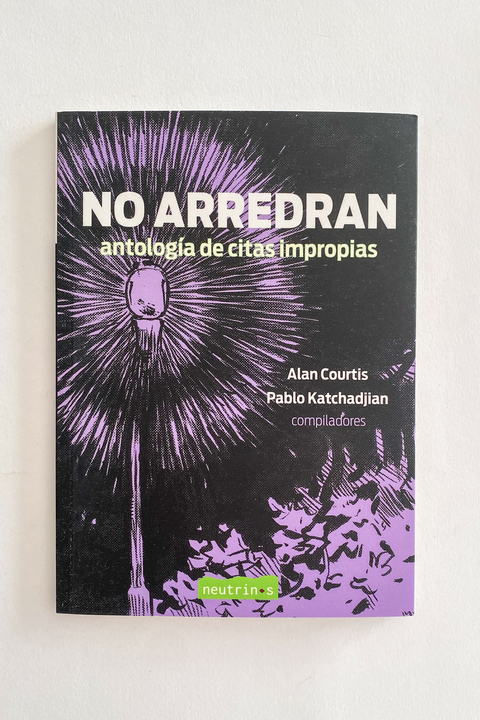 NO ARREDRAN
antología de citas impropias
Alan Courtis
Pablo Katchadjian
compiladores
neutrinos